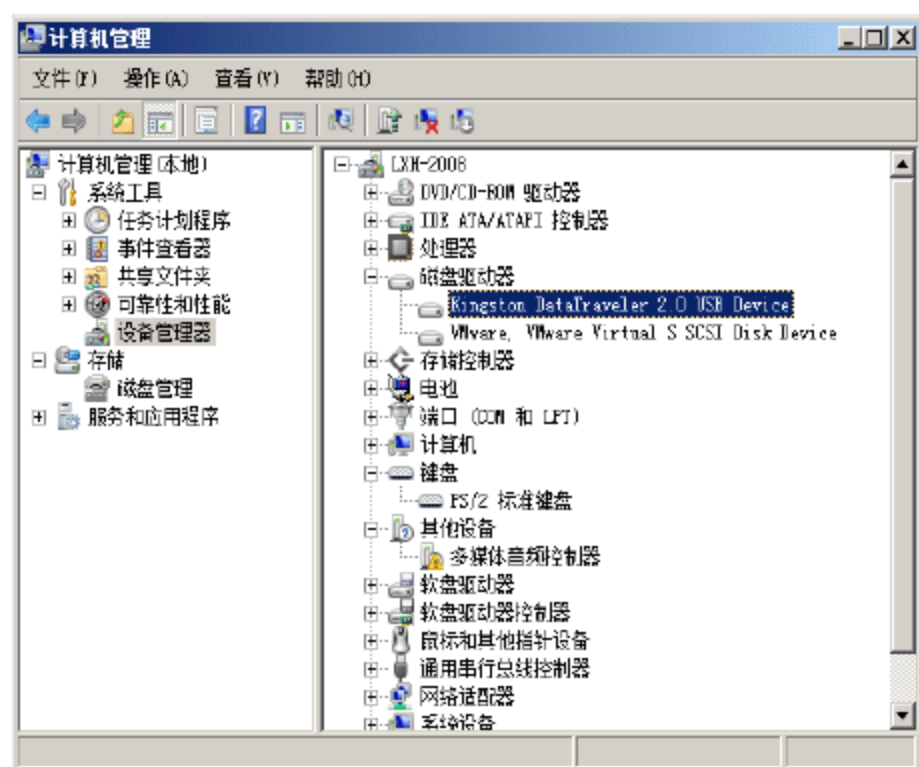 计算机管理
文件(F) 操作(A) 查看(V) 帮助(H)
计算机管理(本地)
系统工具
任务计划程序
事件查看器
共享文件夹
可靠性和性能
设备管理器
存储
磁盘管理
服务和应用程序
LXH-2008
DVD/CD-ROM 驱动器
IDE ATA/ATAPI 控制器
处理器
磁盘驱动器
Kingston DataTraveler 2.0 USB Device
VMware, VMware Virtual S SCSI Disk Device
存储控制器
电池
端口 (COM 和 LPT)
计算机
键盘
PS/2 标准键盘
其他设备
多媒体音频控制器
软盘驱动器
软盘驱动器控制器
鼠标和其他指针设备
通用串行总线控制器
网络适配器
系统设备